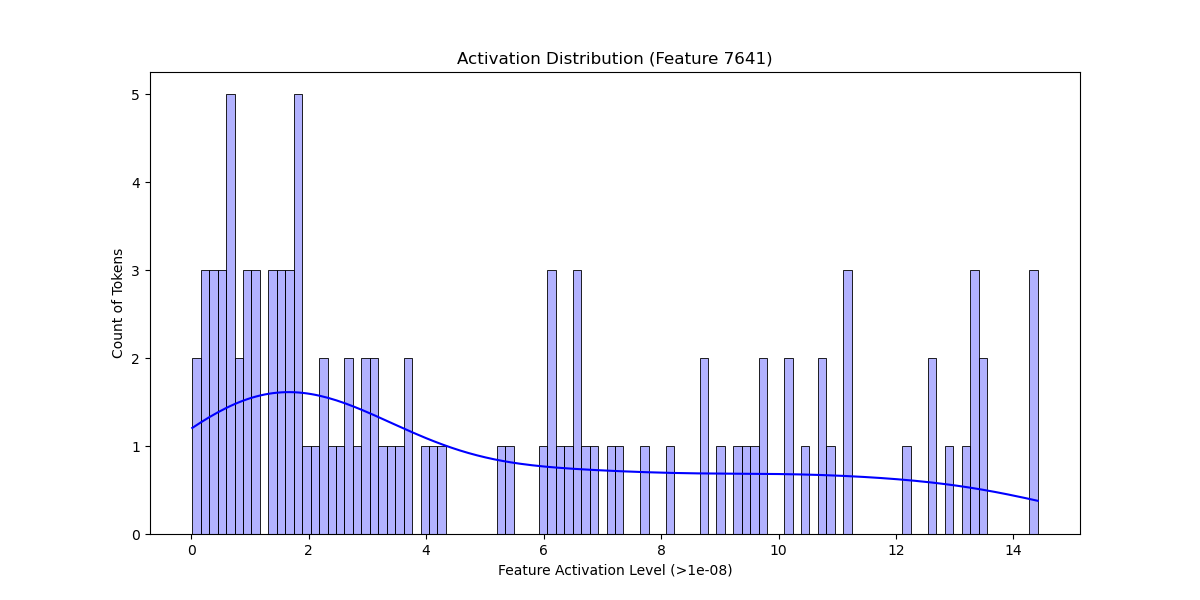 Activation Distribution (Feature 7641)
5
4
3
2
1
0
Count of Tokens
0 2 4 6 8 10 12 14
Feature Activation Level (>1e-08)